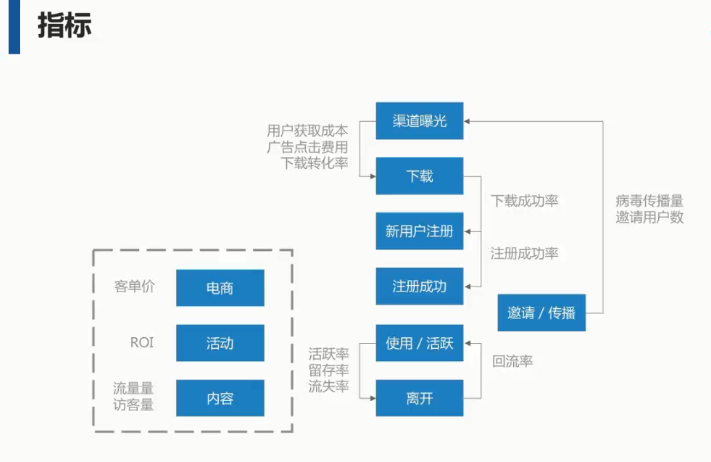 指标
渠道曝光
用户获取成本
广告点击费用
下载转化率
下载
下载成功率
病毒传播量
邀请用户数
新用户注册
注册成功率
注册成功
邀请 / 传播
使用 / 活跃
活跃率
留存率
流失率
回流率
离开
客单价
电商
ROI
活动
流量量
访客量
内容